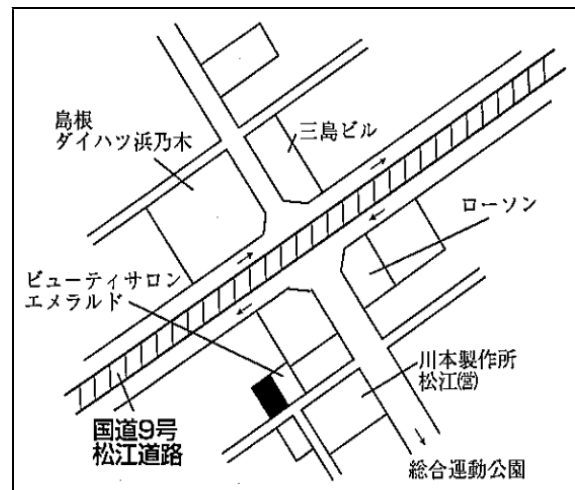 島根
ダイハツ浜乃木
三島ビル
ローソン
ビューティサロン
エメラルド
川本製作所
松江㈺
国道9号
松江道路
総合運動公園